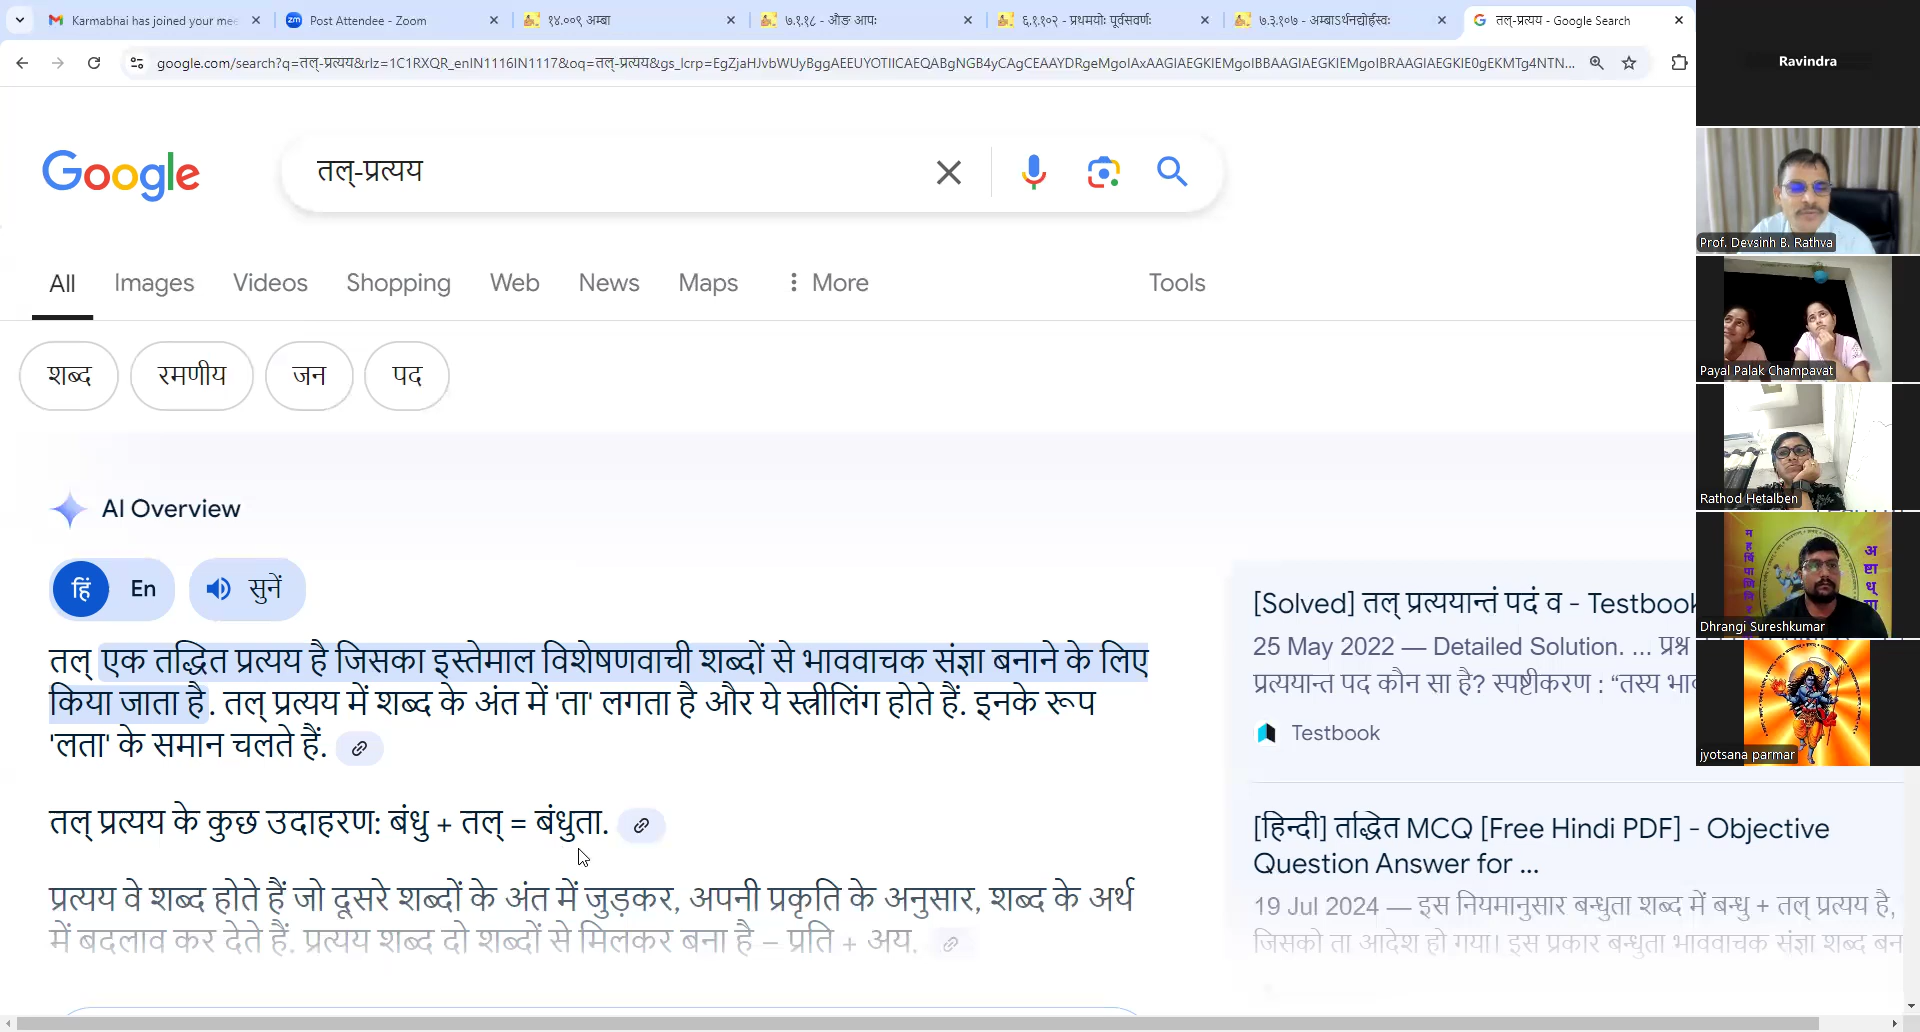 Karmabhai has joined your mee
Post Attendee - Zoom
१४.००९ अम्बा
७.१.१८ - औङ आपः
६.१.१०२ - प्रथमयोः पूर्वसवर्णः
७.३.१०७ - अम्बाऽर्थनद्योर्ह्रस्वः
तल्-प्रत्यय - Google Search
google.com/search?q=तल्-प्रत्यय&rlz=1C1RXQR_enIN1116IN1117&oq=तल्-प्रत्यय&gs_lcrp=EgZjaHJvbWUyBggAEEUYOTIICAEQABgNGB4yCAgCEAAYDRgeMgoIAxAAGIAEGKIEMgoIBBAAGIAEGKIEMgoIBRAAGIAEGKIE0gEKMTg4NTN...
Ravindra
Google
तल्-प्रत्यय
Prof. Devsinh B. Rathva
All
Images
Videos
Shopping
Web
News
Maps
More
Tools
Payal Palak Champavat
शब्द
रमणीय
जन
पद
Rathod Hetalben
AI Overview
हिं
En
सुनें
Dhrangi Sureshkumar
तल् एक तद्धित प्रत्यय है जिसका इस्तेमाल विशेषणवाची शब्दों से भाववाचक संज्ञा बनाने के लिए
किया जाता है. तल् प्रत्यय में शब्द के अंत में 'ता' लगता है और ये स्त्रीलिंग होते हैं. इनके रूप
'लता' के समान चलते हैं.
तल् प्रत्यय के कुछ उदाहरण: बंधु + तल् = बंधुता.
प्रत्यय वे शब्द होते हैं जो दूसरे शब्दों के अंत में जुड़कर, अपनी प्रकृति के अनुसार, शब्द के अर्थ
में बदलाव कर देते हैं. प्रत्यय शब्द दो शब्दों से मिलकर बना है – प्रति + अय.
[Solved] तल् प्रत्ययान्तं पदं व - Testbook
25 May 2022 — Detailed Solution. ... प्रश्न
प्रत्ययान्त पद कौन सा है? स्पष्टीकरण : “तस्य भाव
Testbook
jyotsana parmar
[हिन्दी] तद्धित MCQ [Free Hindi PDF] - Objective
Question Answer for ...
19 Jul 2024 — इस नियमानुसार बन्धुता शब्द में बन्धु + तल् प्रत्यय है,
जिसको ता आदेश हो गया। इस प्रकार बन्धुता भाववाचक संज्ञा शब्द बन